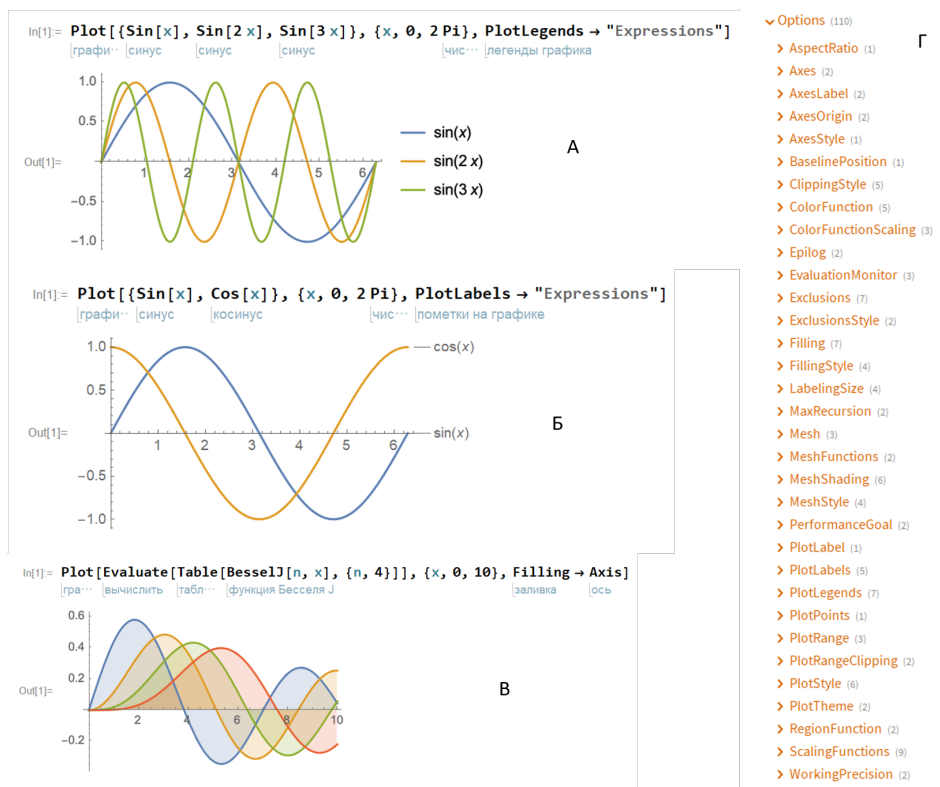 In[1]:= Plot[{Sin[x], Sin[2 x], Sin[3 x]}, {x, 0, 2 Pi}, PlotLegends → "Expressions"]
графи··· синус синус синус чис··· легенды графика
1.0
0.5
Out[1]=
1 2 3 4 5 6
-0.5
-1.0
sin(x)
sin(2 x)
sin(3 x)
А
In[1]:= Plot[{Sin[x], Cos[x]}, {x, 0, 2 Pi}, PlotLabels → "Expressions"]
графи··· синус косинус чис··· пометки на графике
1.0
0.5
Out[1]=
1 2 3 4 5 6
-0.5
-1.0
cos(x)
sin(x)
Б
In[1]:= Plot[Evaluate[Table[BesselJ[n, x], {n, 4}]], {x, 0, 10}, Filling → Axis]
гра··· вычислить табл··· функция Бесселя J заливка ось
0.6
0.4
0.2
Out[1]=
2 4 6 8 10
-0.2
В
Options (110)
Г
AspectRatio (1)
Axes (2)
AxesLabel (2)
AxesOrigin (2)
AxesStyle (1)
BaselinePosition (1)
ClippingStyle (5)
ColorFunction (5)
ColorFunctionScaling (3)
Epilog (2)
EvaluationMonitor (3)
Exclusions (7)
ExclusionsStyle (2)
Filling (7)
FillingStyle (4)
LabelingSize (4)
MaxRecursion (2)
Mesh (3)
MeshFunctions (2)
MeshShading (6)
MeshStyle (4)
PerformanceGoal (2)
PlotLabel (1)
PlotLabels (5)
PlotLegends (7)
PlotPoints (1)
PlotRange (3)
PlotRangeClipping (2)
PlotStyle (6)
PlotTheme (2)
RegionFunction (2)
ScalingFunctions (9)
WorkingPrecision (2)